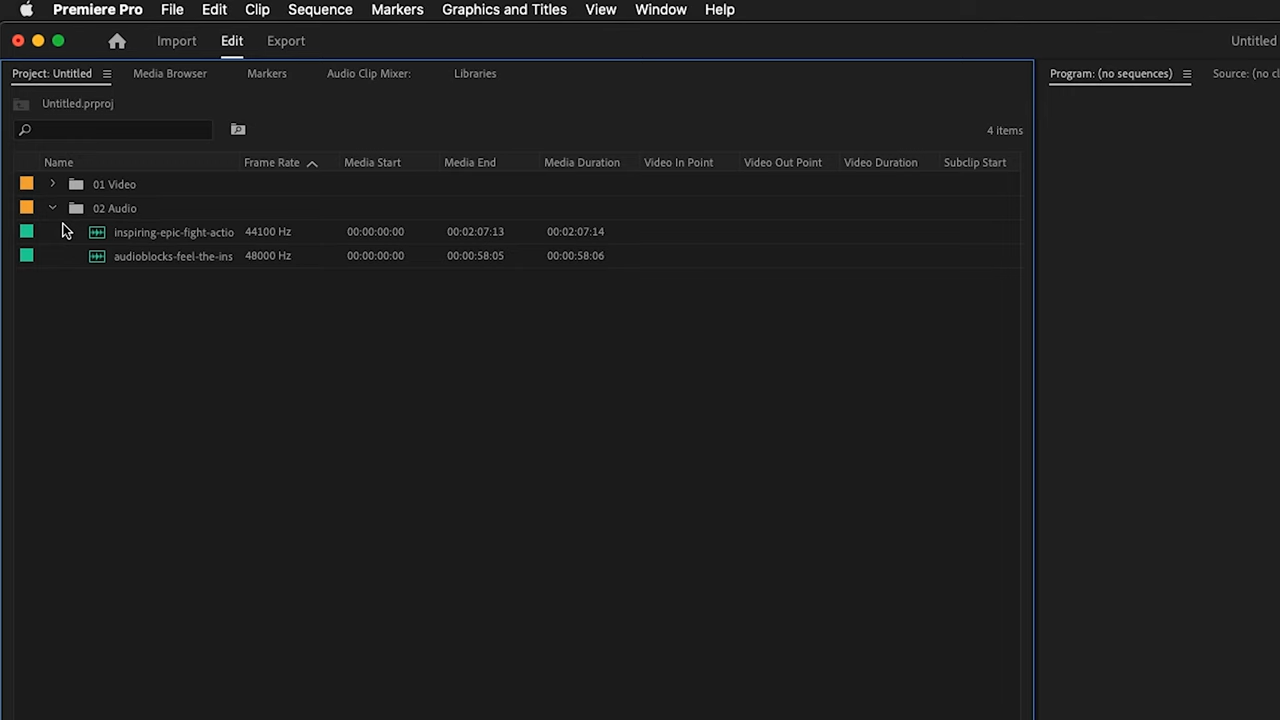 Premiere Pro File Edit Clip Sequence Markers Graphics and Titles View Window Help
Import Edit Export Untitled
Project: Untitled Media Browser Markers Audio Clip Mixer: Libraries Program: (no sequences) Source: (no cl
Untitled.prproj
4 items
Name Frame Rate Media Start Media End Media Duration Video In Point Video Out Point Video Duration Subclip Start
01 Video
02 Audio
inspiring-epic-fight-actio 44100 Hz 00:00:00:00 00:02:07:13 00:02:07:14
audioblocks-feel-the-ins 48000 Hz 00:00:00:00 00:00:58:05 00:00:58:06